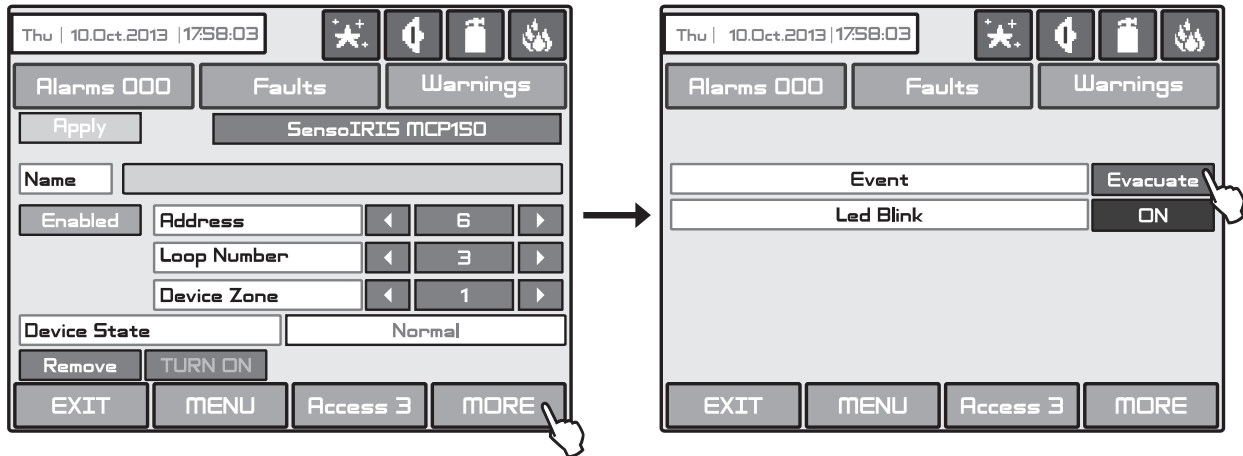 Thu | 10.Oct.2013 | 17:58:03
Alarms 000 Faults Warnings
Apply SensoIRIS MCP150
Name
Enabled Address 6
Loop Number 3
Device Zone 1
Device State Normal
Remove TURN ON
EXIT MENU Access 3 MORE
Thu | 10.Oct.2013 | 17:58:03
Alarms 000 Faults Warnings
Event Evacuate
Led Blink ON
EXIT MENU Access 3 MORE